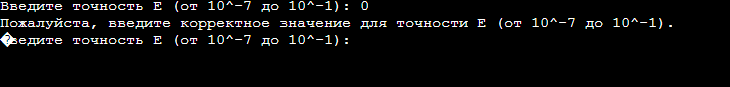 Введите точность E (от 10^-7 до 10^-1): 0
Пожалуйста, введите корректное значение для точности E (от 10^-7 до 10^-1).
�ведите точность E (от 10^-7 до 10^-1):